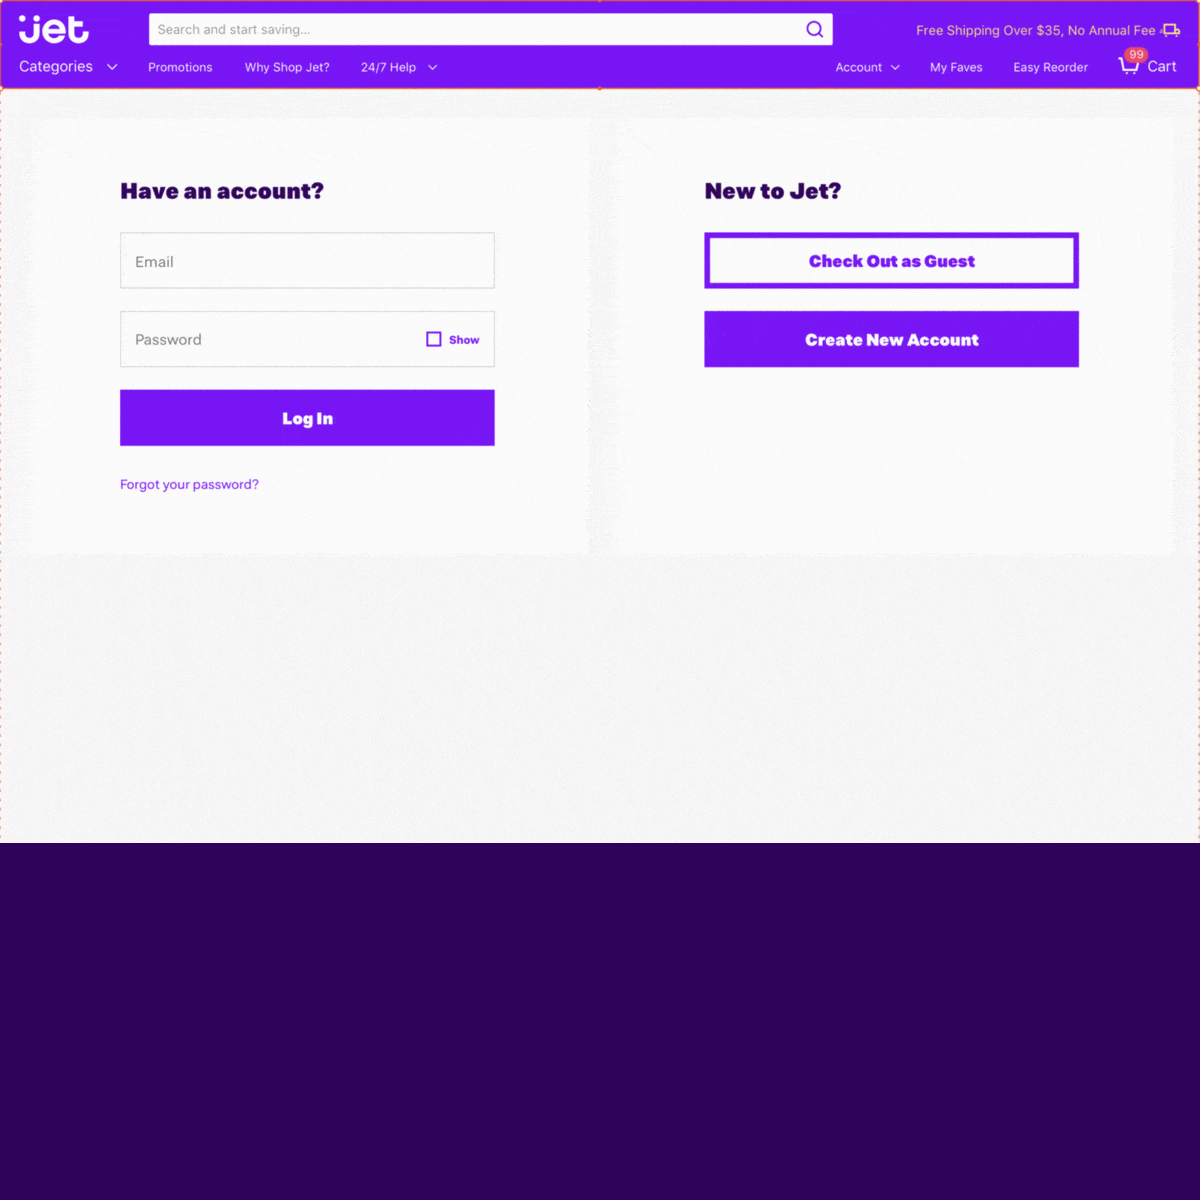 jet
Search and start saving...
Free Shipping Over $35, No Annual Fee
Categories
Promotions
Why Shop Jet?
24/7 Help
Account
My Faves
Easy Reorder
99
Cart
Have an account?
Email
Password
Show
Log In
Forgot your password?
New to Jet?
Check Out as Guest
Create New Account